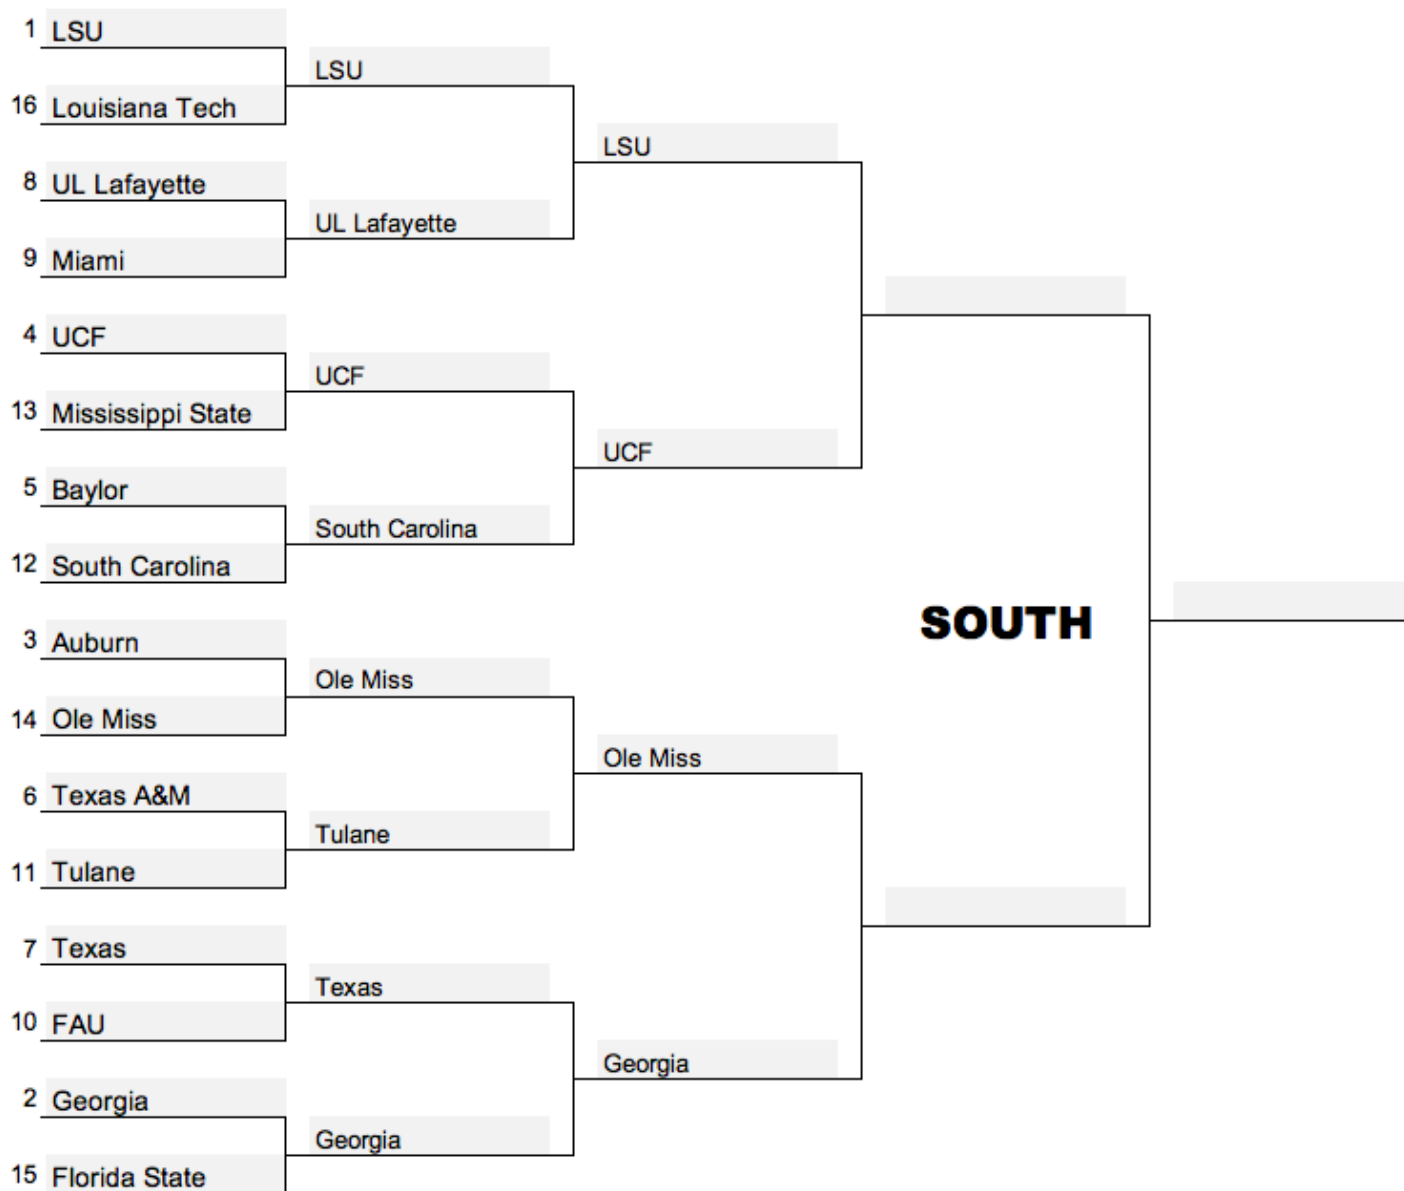 1 LSU
16 Louisiana Tech
8 UL Lafayette
9 Miami
4 UCF
13 Mississippi State
5 Baylor
12 South Carolina
3 Auburn
14 Ole Miss
6 Texas A&M
11 Tulane
7 Texas
10 FAU
2 Georgia
15 Florida State
LSU
UL Lafayette
UCF
South Carolina
Ole Miss
Tulane
Texas
Georgia
LSU
UCF
Ole Miss
Georgia
SOUTH